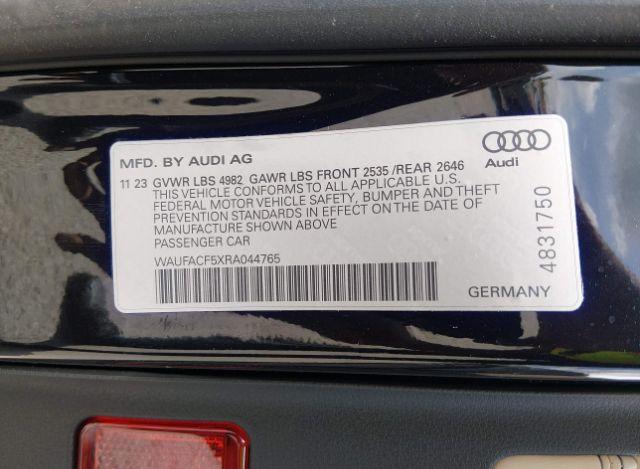 MFD. BY AUDI AG
Audi
11 23 GVWR LBS 4982 GAWR LBS FRONT 2535 /REAR 2646
THIS VEHICLE CONFORMS TO ALL APPLICABLE U.S.
FEDERAL MOTOR VEHICLE SAFETY, BUMPER AND THEFT
PREVENTION STANDARDS IN EFFECT ON THE DATE OF
MANUFACTURE SHOWN ABOVE
PASSENGER CAR
WAUFACF5XRA044765
GERMANY
4831750